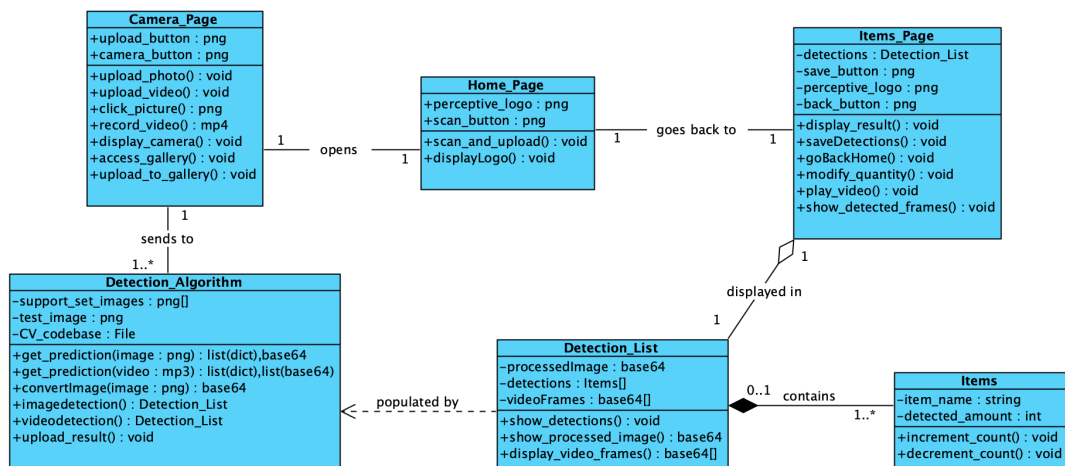 Camera_Page
+upload_button : png
+camera_button : png
+upload_photo() : void
+upload_video() : void
+click_picture() : png
+record_video() : mp4
+display_camera() : void
+access_gallery() : void
+upload_to_gallery() : void
1
opens
1
Home_Page
+perceptive_logo : png
+scan_button : png
+scan_and_upload() : void
+displayLogo() : void
1
goes back to
1
Items_Page
-detections : Detection_List
-save_button : png
-perceptive_logo : png
-back_button : png
+display_result() : void
+saveDetections() : void
+goBackHome() : void
+modify_quantity() : void
+play_video() : void
+show_detected_frames() : void
1
sends to
1..*
Detection_Algorithm
-support_set_images : png[]
-test_image : png
-CV_codebase : File
+get_prediction(image : png) : list(dict),base64
+get_prediction(video : mp3) : list(dict),list(base64)
+convertImage(image : png) : base64
+imagedetection() : Detection_List
+videodetection() : Detection_List
+upload_result() : void
populated by
1
displayed in
1
Detection_List
-processedImage : base64
-detections : Items[]
-videoFrames : base64[]
+show_detections() : void
+show_processed_image() : base64
+display_video_frames() : base64[]
0..1
contains
1..*
Items
-item_name : string
-detected_amount : int
+increment_count() : void
+decrement_count() : void